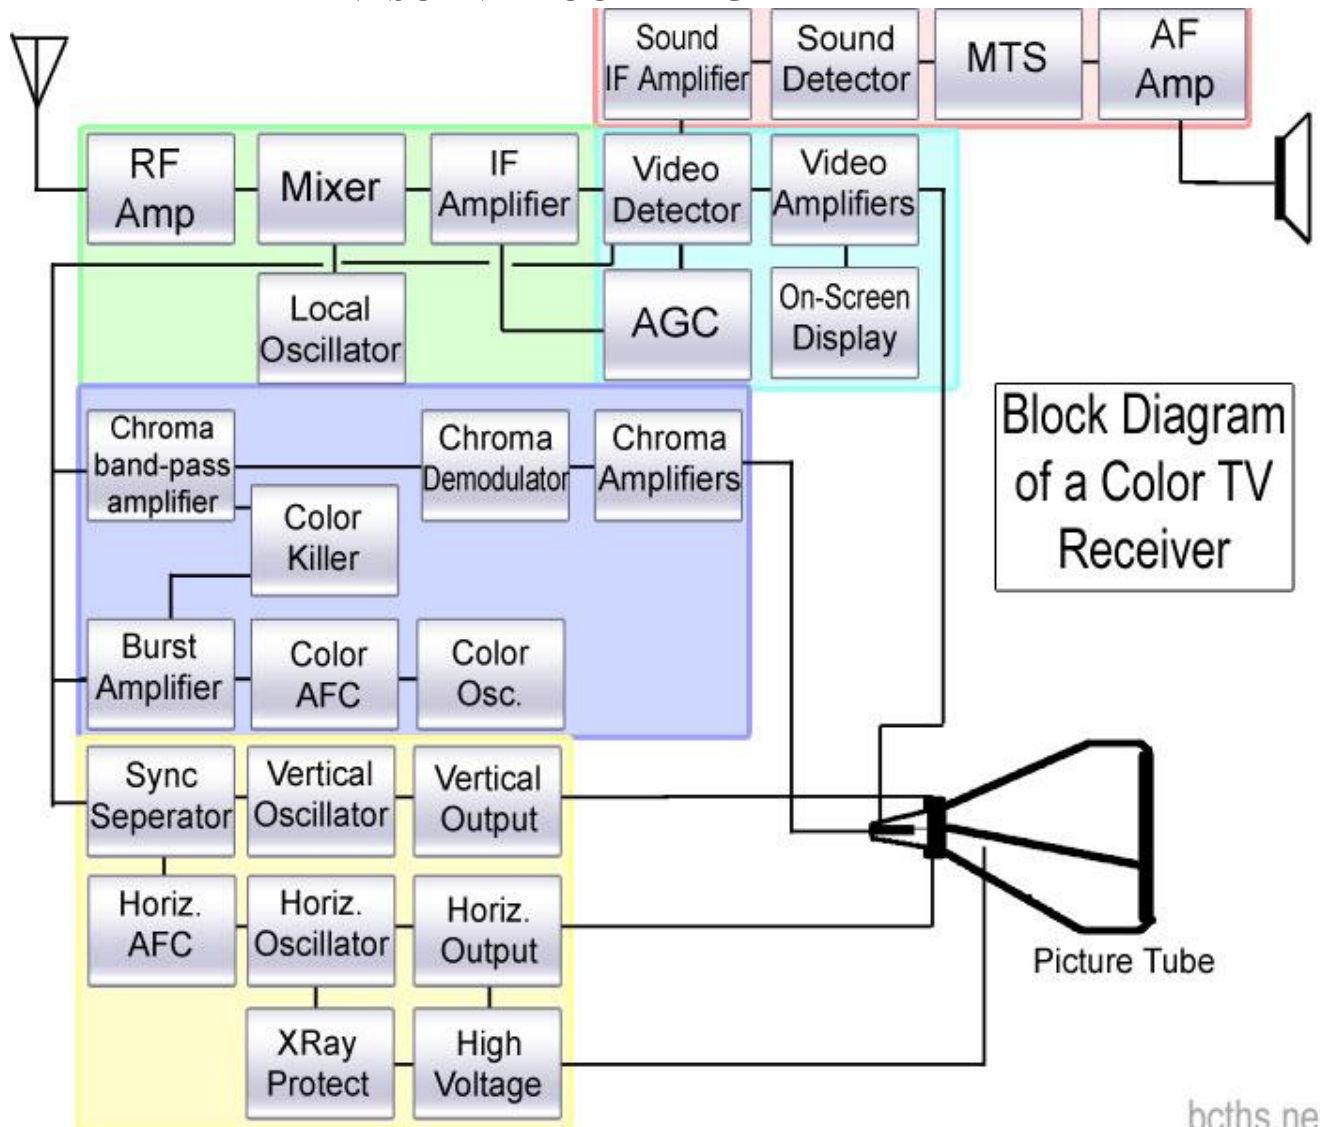 Sound
IF Amplifier
Sound
Detector
MTS
AF
Amp
RF
Amp
Mixer
IF
Amplifier
Video
Detector
Video
Amplifiers
Local
Oscillator
AGC
On-Screen
Display
Block Diagram
of a Color TV
Receiver
Chroma
band-pass
amplifier
Chroma
Demodulator
Chroma
Amplifiers
Color
Killer
Burst
Amplifier
Color
AFC
Color
Osc.
Sync
Seperator
Vertical
Oscillator
Vertical
Output
Horiz.
AFC
Horiz.
Oscillator
Horiz.
Output
Picture Tube
XRay
Protect
High
Voltage
bcths.ne